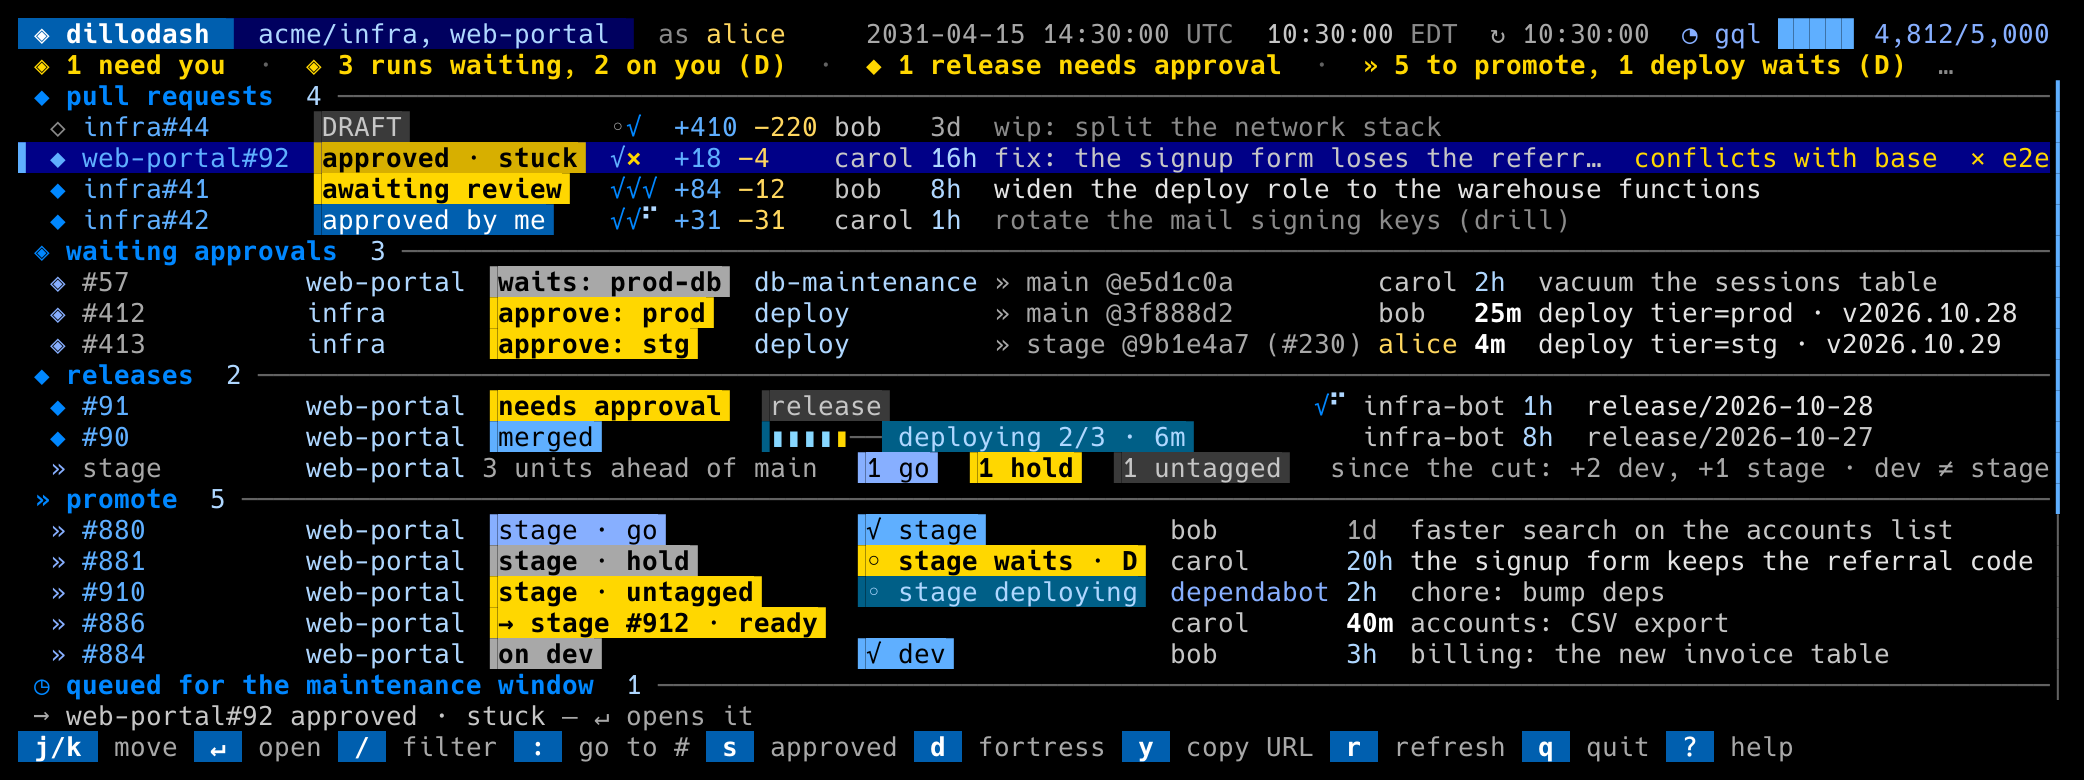 ◈ dillodash  acme/infra, web-portal  as alice  2031-04-15 14:30:00 UTC  10:30:00 EDT  ↻ 10:30:00  ◔ gql █████ 4,812/5,000
◈ 1 need you  ·  ◈ 3 runs waiting, 2 on you (D)  ·  ◆ 1 release needs approval  ·  » 5 to promote, 1 deploy waits (D)  …
◆ pull requests  4
◇ infra#44  DRAFT  ◦√  +410 −220 bob  3d  wip: split the network stack
◆ web-portal#92  approved · stuck  √×  +18 −4  carol 16h fix: the signup form loses the referr…  conflicts with base  × e2e
◆ infra#41  awaiting review  √√√ +84 −12  bob  8h  widen the deploy role to the warehouse functions
◆ infra#42  approved by me  √√⠋ +31 −31  carol 1h  rotate the mail signing keys (drill)
◈ waiting approvals  3
◈ #57  web-portal  waits: prod-db  db-maintenance » main @e5d1c0a  carol 2h  vacuum the sessions table
◈ #412  infra  approve: prod  deploy  » main @3f888d2  bob  25m deploy tier=prod · v2026.10.28
◈ #413  infra  approve: stg  deploy  » stage @9b1e4a7 (#230) alice 4m  deploy tier=stg · v2026.10.29
◆ releases  2
◆ #91  web-portal  needs approval  release  √⠋ infra-bot 1h  release/2026-10-28
◆ #90  web-portal  merged  ▮▮▮▮▮── deploying 2/3 · 6m  infra-bot 8h  release/2026-10-27
» stage  web-portal 3 units ahead of main  1 go  1 hold  1 untagged  since the cut: +2 dev, +1 stage · dev ≠ stage
» promote  5
» #880  web-portal  stage · go  √ stage  bob  1d  faster search on the accounts list
» #881  web-portal  stage · hold  ◦ stage waits · D  carol  20h the signup form keeps the referral code
» #910  web-portal  stage · untagged  ◦ stage deploying  dependabot 2h  chore: bump deps
» #886  web-portal  → stage #912 · ready  carol  40m accounts: CSV export
» #884  web-portal  on dev  √ dev  bob  3h  billing: the new invoice table
◷ queued for the maintenance window  1
→ web-portal#92 approved · stuck — ↵ opens it
j/k move  ↵ open  / filter  : go to #  s approved  d fortress  y copy URL  r refresh  q quit  ? help